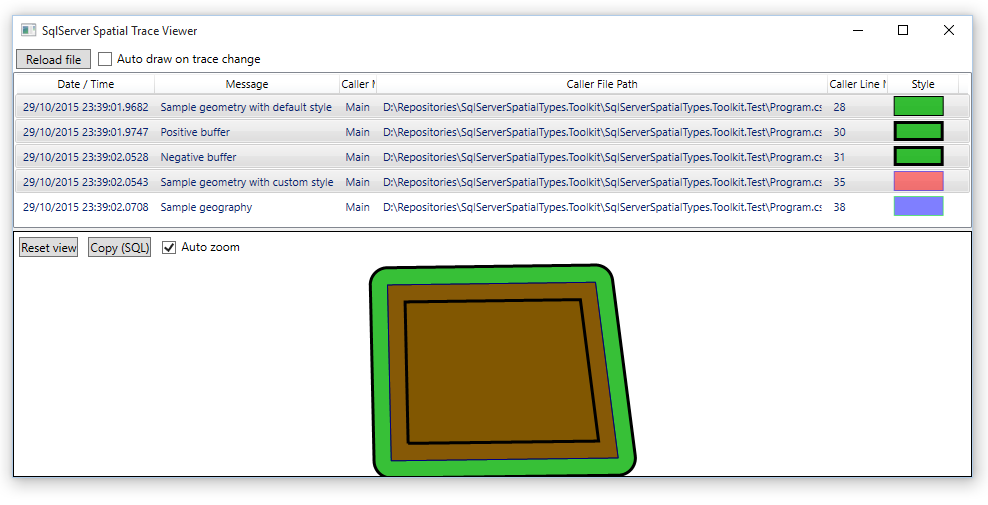 SqlServer Spatial Trace Viewer
Reload file Auto draw on trace change
Date / Time Message Caller N Caller File Path Caller Line N Style
29/10/2015 23:39:01.9682 Sample geometry with default style Main D:\Repositories\SqlServerSpatialTypes.Toolkit\SqlServerSpatialTypes.Toolkit.Test\Program.cs 28
29/10/2015 23:39:01.9747 Positive buffer Main D:\Repositories\SqlServerSpatialTypes.Toolkit\SqlServerSpatialTypes.Toolkit.Test\Program.cs 30
29/10/2015 23:39:02.0528 Negative buffer Main D:\Repositories\SqlServerSpatialTypes.Toolkit\SqlServerSpatialTypes.Toolkit.Test\Program.cs 31
29/10/2015 23:39:02.0543 Sample geometry with custom style Main D:\Repositories\SqlServerSpatialTypes.Toolkit\SqlServerSpatialTypes.Toolkit.Test\Program.cs 35
29/10/2015 23:39:02.0708 Sample geography Main D:\Repositories\SqlServerSpatialTypes.Toolkit\SqlServerSpatialTypes.Toolkit.Test\Program.cs 38
Reset view Copy (SQL) Auto zoom